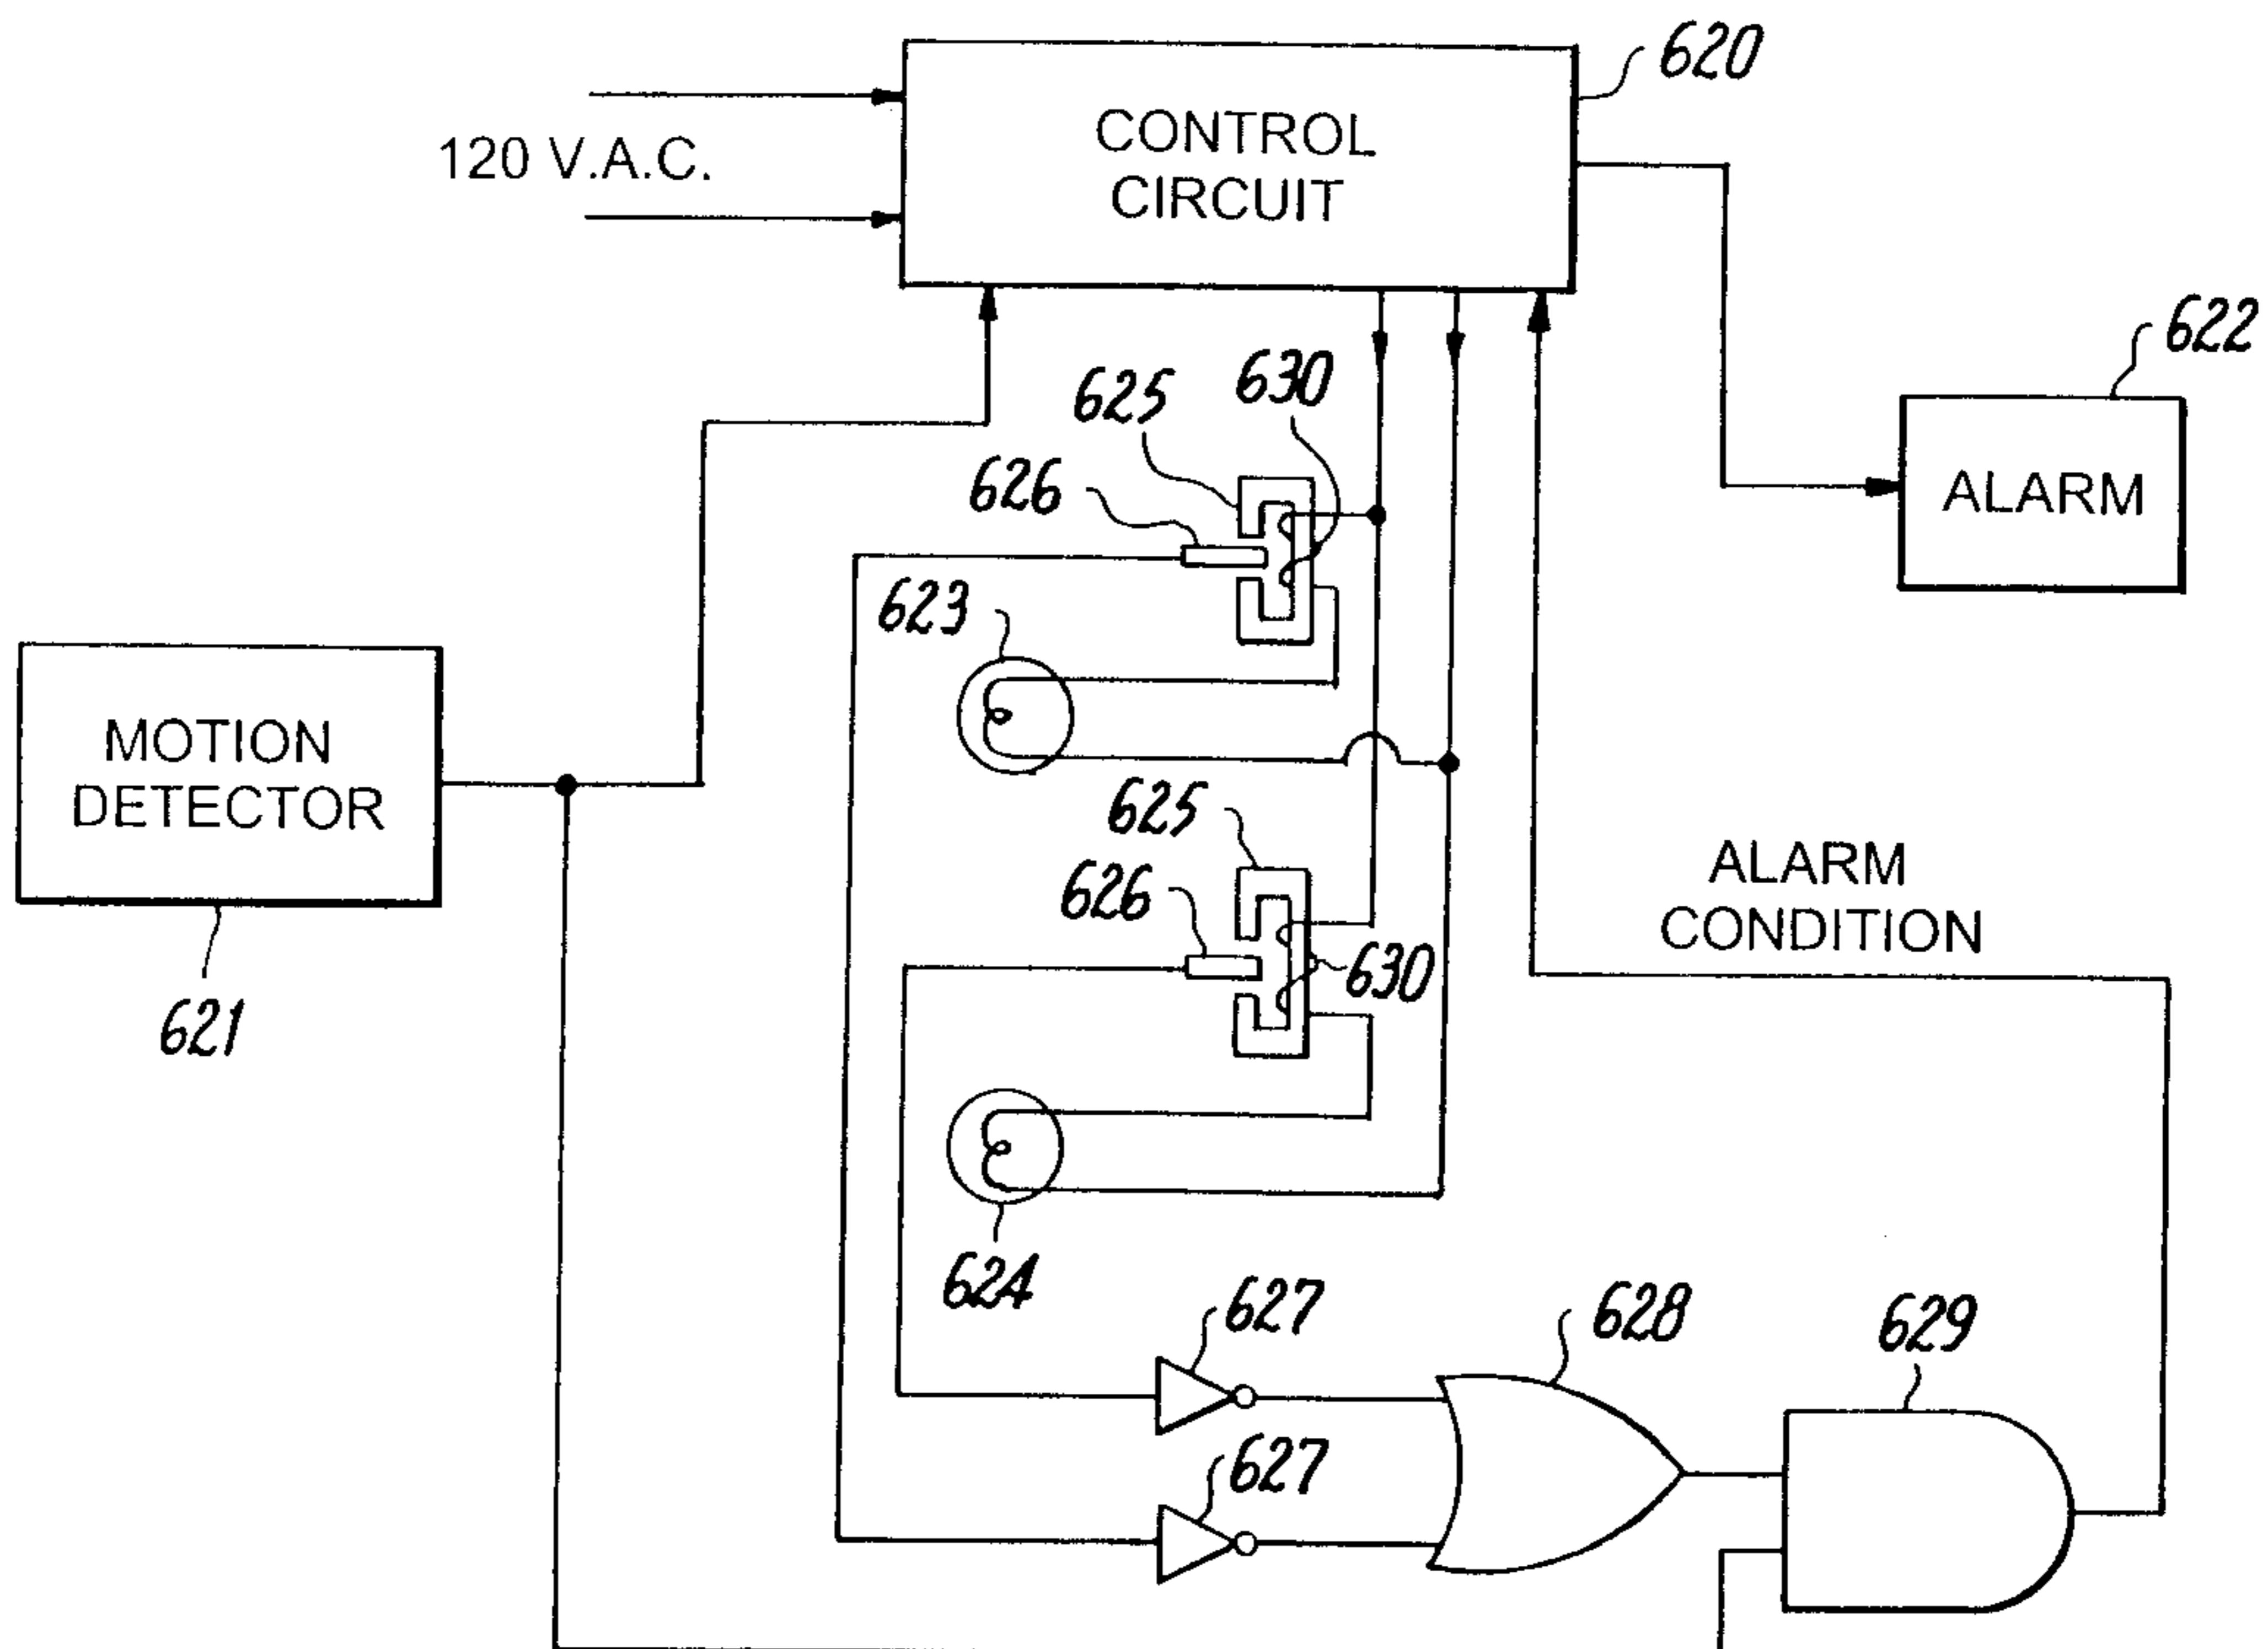 620
CONTROL
CIRCUIT
120 V.A.C.
622
630
625
626
ALARM
623
MOTION
DETECTOR
625
626
ALARM
CONDITION
630
621
624
627
628
629
627